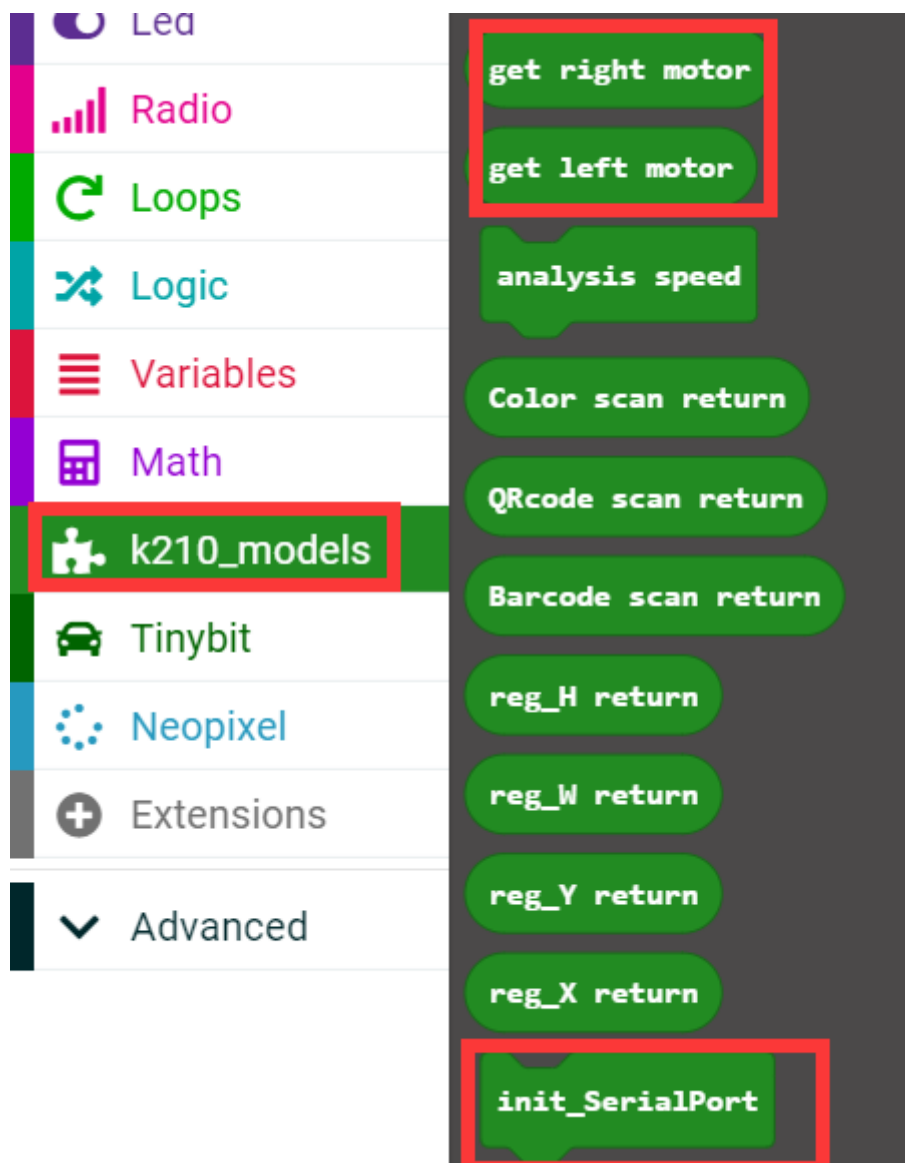 Led
Radio
Loops
Logic
Variables
Math
k210_models
Tinybit
Neopixel
Extensions
Advanced
get right motor
get left motor
analysis speed
Color scan return
QRcode scan return
Barcode scan return
reg_H return
reg_W return
reg_Y return
reg_X return
init_SerialPort